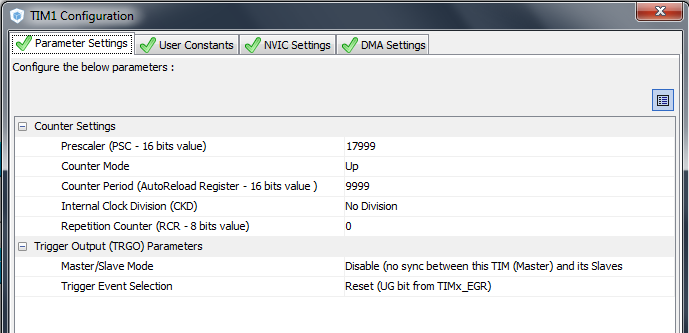 TIM1 Configuration
Parameter Settings User Constants NVIC Settings DMA Settings
Configure the below parameters :
Counter Settings
Prescaler (PSC - 16 bits value) 17999
Counter Mode Up
Counter Period (AutoReload Register - 16 bits value ) 9999
Internal Clock Division (CKD) No Division
Repetition Counter (RCR - 8 bits value) 0
Trigger Output (TRGO) Parameters
Master/Slave Mode Disable (no sync between this TIM (Master) and its Slaves
Trigger Event Selection Reset (UG bit from TIMx_EGR)